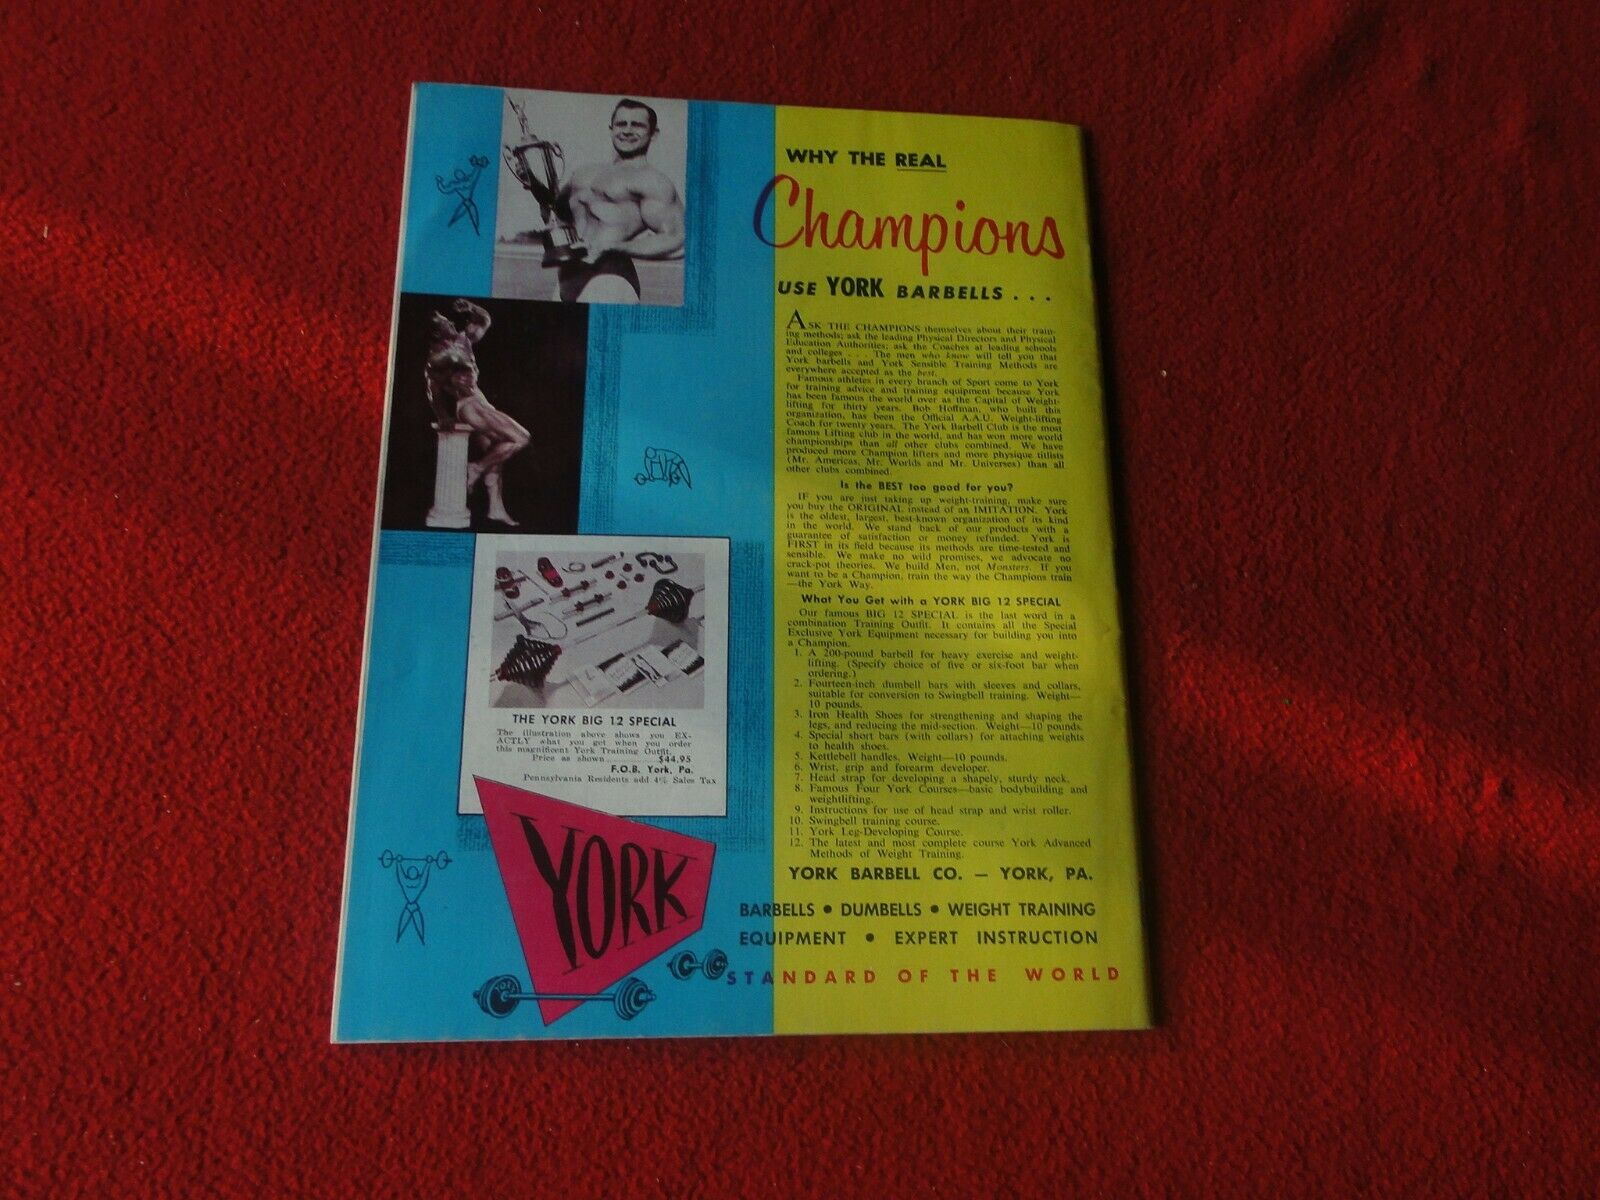 WHY THE REAL
Champions
USE YORK BARBELLS . . .
ASK THE CHAMPIONS themselves about their train-
ing methods; ask the leading Physical Directors and Physical
Education Authorities; ask the Coaches at leading schools
and colleges . . . The men who know will tell you that
York barbells and York Sensible Training Methods are
everywhere accepted as the best.
Famous athletes in every branch of Sport come to York
for training advice and training equipment because York
has been famous the world over as the Capital of Weight-
lifting for thirty years. Bob Hoffman, who built this
organization, has been the Official A.A.U. Weight-lifting
Coach for twenty years. The York Barbell Club is the most
famous Lifting club in the world, and has won more world
championships than all other clubs combined. We have
produced more Champion lifters and more physique titlists
(Mr. Americas, Mr. Worlds and Mr. Universes) than all
other clubs combined.
Is the BEST too good for you?
IF you are just taking up weight-training, make sure
you buy the ORIGINAL instead of an IMITATION. York
is the oldest, largest, best-known organization of its kind
in the world. We stand back of our products with a
guarantee of satisfaction or money refunded. York is
FIRST in its field because its methods are time-tested and
sensible. We make no wild promises, we advocate no
crack-pot theories. We build Men, not Monsters. If you
want to be a Champion, train the way the Champions train
—the York Way.
What You Get with a YORK BIG 12 SPECIAL
Our famous BIG 12 SPECIAL is the last word in a
combination Training Outfit. It contains all the Special
Exclusive York Equipment necessary for building you into
a Champion.
1. A 200-pound barbell for heavy exercise and weight-
lifting. (Specify choice of five or six-foot bar when
ordering.)
2. Fourteen-inch dumbell bars with sleeves and collars,
suitable for conversion to Swingbell training. Weight—
10 pounds.
3. Iron Health Shoes for strengthening and shaping the
legs, and reducing the mid-section. Weight—10 pounds.
4. Special short bars (with collars) for attaching weights
to health shoes.
5. Kettlebell handles. Weight—10 pounds.
6. Wrist, grip and forearm developer.
7. Head strap for developing a shapely, sturdy neck.
8. Famous Four York Courses—basic bodybuilding and
weightlifting.
9. Instructions for use of head strap and wrist roller.
10. Swingbell training course.
11. York Leg-Developing Course.
12. The latest and most complete course York Advanced
Methods of Weight Training.
YORK BARBELL CO. — YORK, PA.
BARBELLS • DUMBELLS • WEIGHT TRAINING
EQUIPMENT • EXPERT INSTRUCTION
STANDARD OF THE WORLD
THE YORK BIG 12 SPECIAL
The illustration above shows you EX-
ACTLY what you get when you order
this magnificent York Training Outfit.
Price as shown $44.95
F.O.B. York, Pa.
Pennsylvania Residents add 4% Sales Tax
YORK
YORK